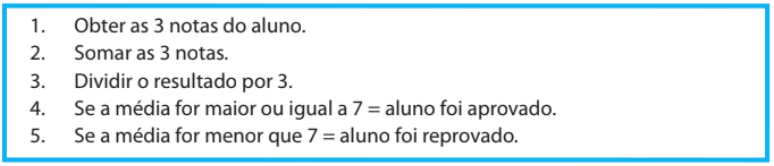 1. Obter as 3 notas do aluno.
2. Somar as 3 notas.
3. Dividir o resultado por 3.
4. Se a média for maior ou igual a 7 = aluno foi aprovado.
5. Se a média for menor que 7 = aluno foi reprovado.